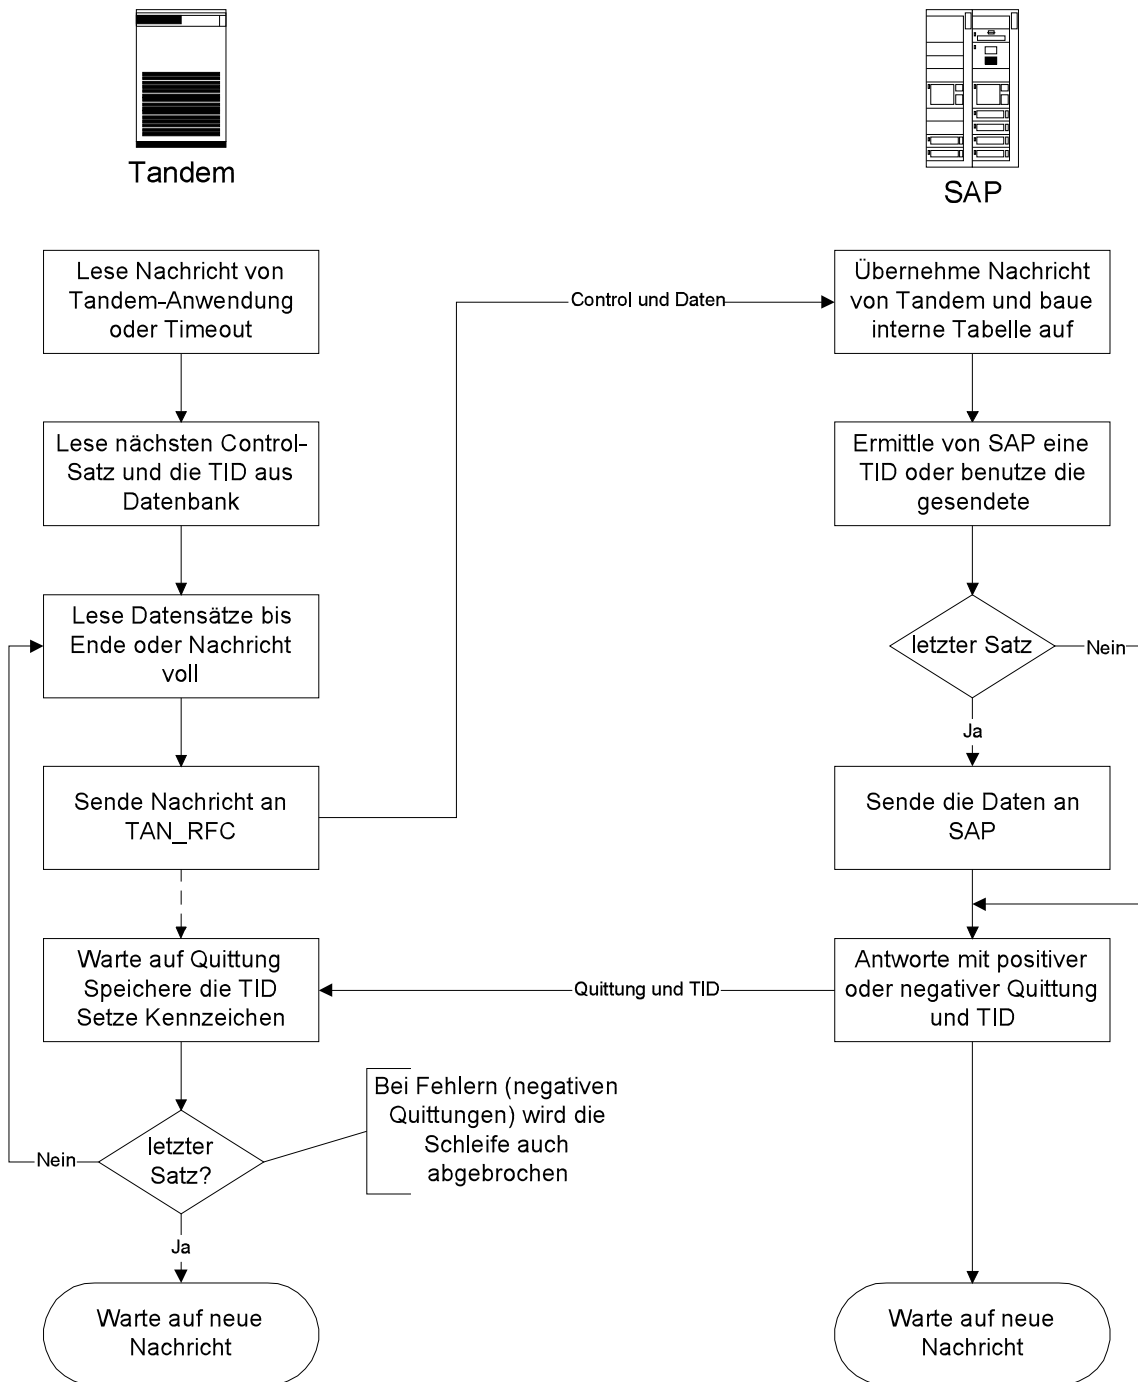 Tandem
SAP
Lese Nachricht von
Tandem-Anwendung
oder Timeout
Control und Daten
Übernehme Nachricht
von Tandem und baue
interne Tabelle auf
Lese nächsten Control-
Satz und die TID aus
Datenbank
Ermittle von SAP eine
TID oder benutze die
gesendete
Lese Datensätze bis
Ende oder Nachricht
voll
letzter Satz
Nein
Ja
Sende Nachricht an
TAN_RFC
Sende die Daten an
SAP
Warte auf Quittung
Speichere die TID
Setze Kennzeichen
Quittung und TID
Antworte mit positiver
oder negativer Quittung
und TID
Bei Fehlern (negativen
Quittungen) wird die
Schleife auch
abgebrochen
Nein
letzter
Satz?
Ja
Warte auf neue
Nachricht
Warte auf neue
Nachricht